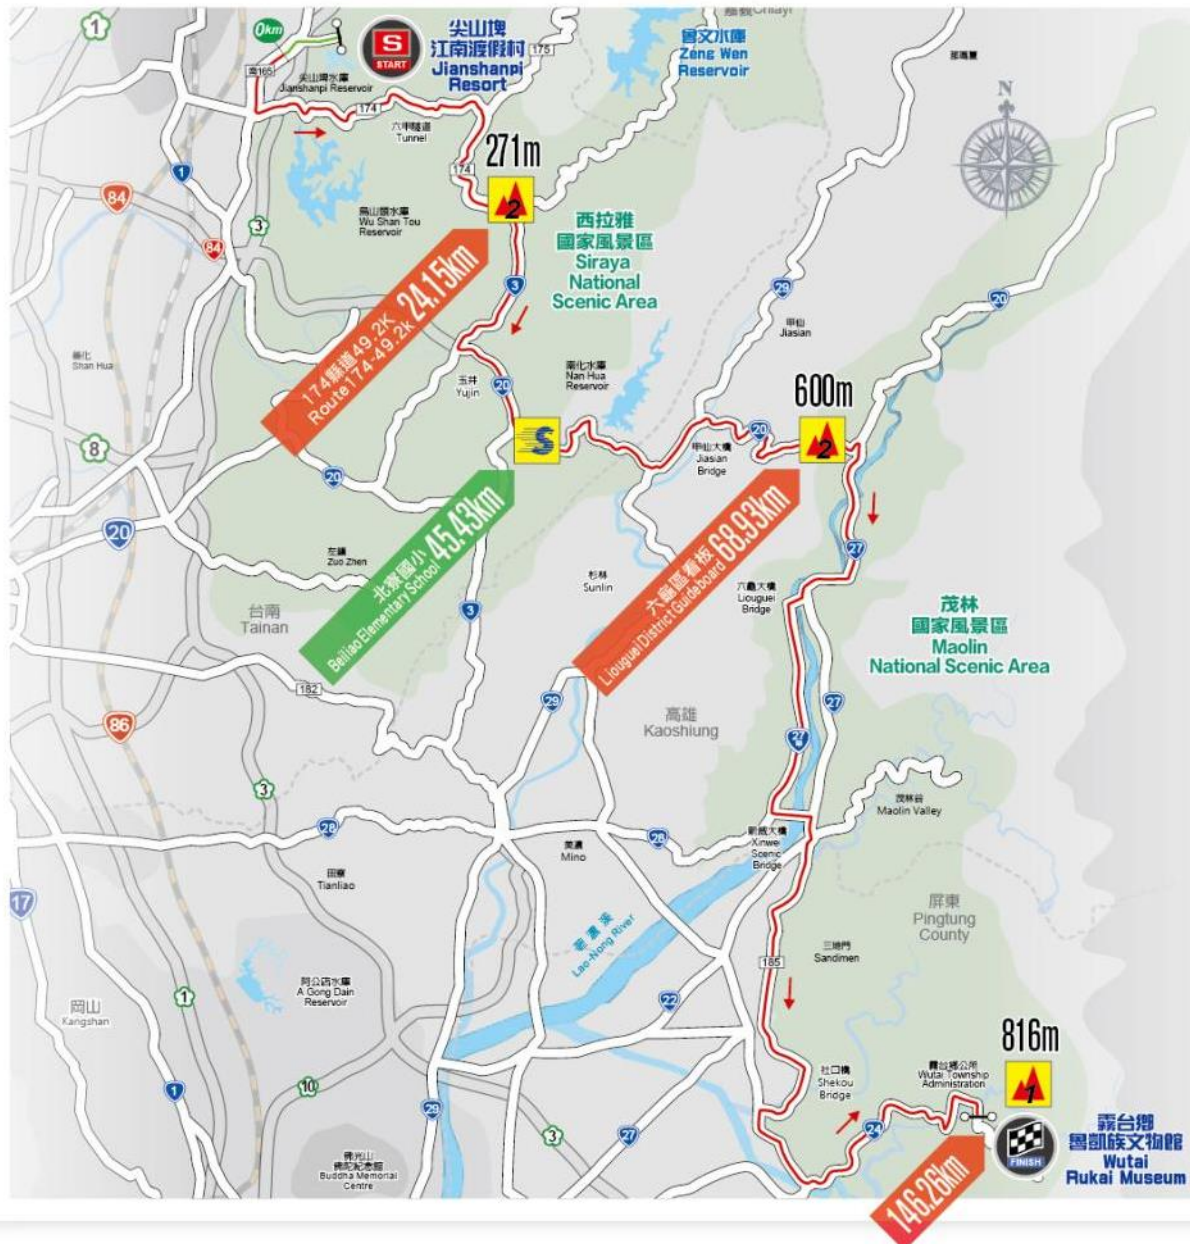 1
0km
S
START
尖山埤
江南渡假村
Jianshanpi
Resort
175
曾文水庫
Zeng Wen
Reservoir
南165
尖山埤水庫
Jianshanpi Reservoir
174
六甲隧道
Tunnel
N
1
84
84
3
烏山頭水庫
Wu Shan Tou
Reservoir
174
271m
2
西拉雅
國家風景區
Siraya
National
Scenic Area
3
29
20
甲仙
Jiasian
174縣道49.2K
Route174-49.2k
24.15km
善化
Shan Hua
玉井
Yujin
20
南化水庫
Nan Hua
Reservoir
600m
2
S
8
20
甲仙大橋
Jiasian
Bridge
20
20
左鎮
Zuo Zhen
台南
Tainan
北寮國小
Beiliao Elementary School
45.43km
3
杉林
Sunlin
六龜區看板
Liouguei District Guideboard
68.93km
27
六龜大橋
Liouguei
Bridge
茂林
國家風景區
Maolin
National Scenic Area
182
86
29
高雄
Kaoshiung
27
27
3
28
28
美濃
Mino
新威大橋
Xinwei
Scenic
Bridge
茂林谷
Maolin Valley
田寮
Tianliao
17
荖濃溪
Lao-Nong River
屏東
Pingtung
County
三地門
Sandimen
185
阿公店水庫
A Gong Dain
Reservoir
岡山
Kangshan
1
22
816m
1
社口橋
Shekou
Bridge
霧台鄉公所
Wutai Township
Administration
1
10
29
3
27
24
佛光山
佛陀紀念館
Buddha Memorial
Centre
FINISH
霧台鄉
魯凱族文物館
Wutai
Rukai Museum
146.26km